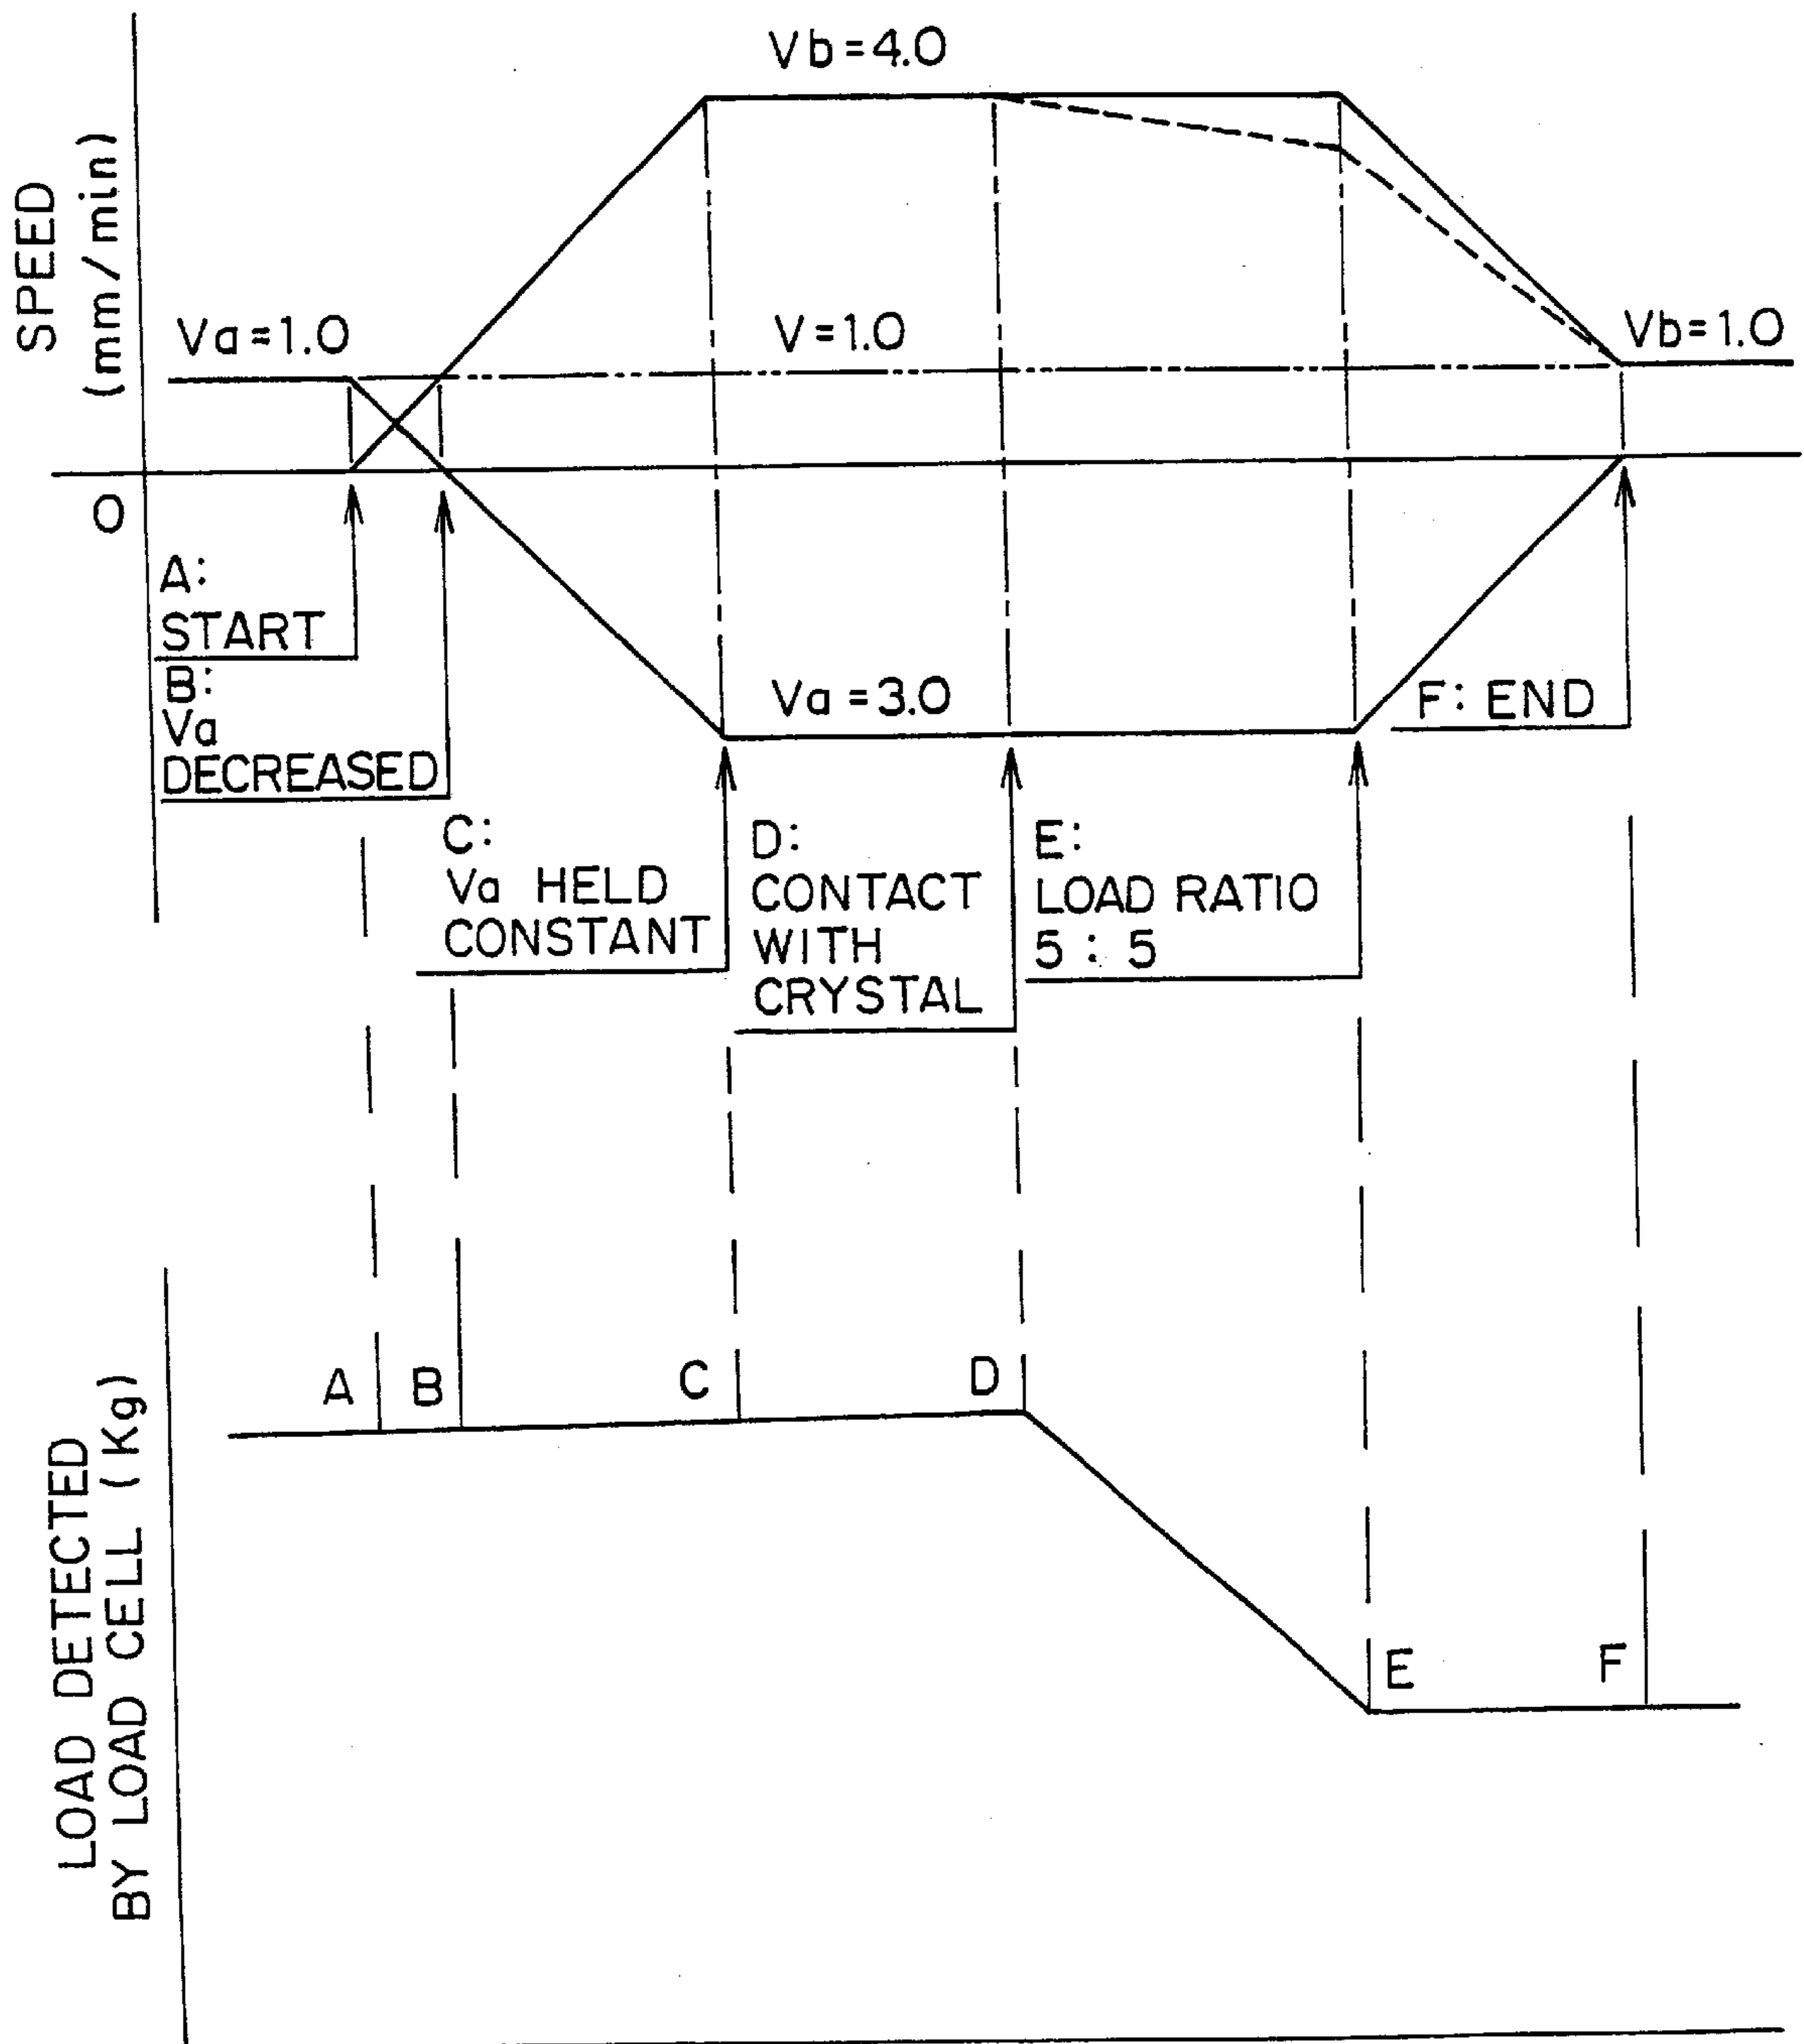 SPEED
(mm/min)
Vb=4.0
Va=1.0
V=1.0
Vb=1.0
0
A:
START
B:
Va
DECREASED
Va=3.0
F: END
C:
Va HELD
CONSTANT
D:
CONTACT
WITH
CRYSTAL
E:
LOAD RATIO
5:5
LOAD DETECTED
BY LOAD CELL (Kg)
A
B
C
D
E
F